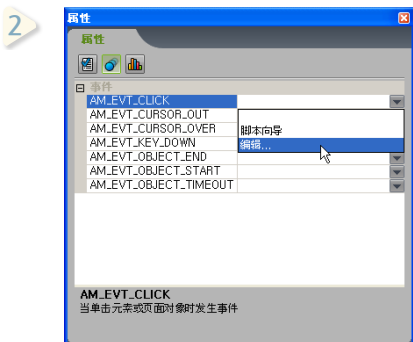 2
属性
属性
事件
AM_EVT_CLICK
AM_EVT_CURSOR_OUT
AM_EVT_CURSOR_OVER
脚本向导
AM_EVT_KEY_DOWN
编辑...
AM_EVT_OBJECT_END
AM_EVT_OBJECT_START
AM_EVT_OBJECT_TIMEOUT
AM_EVT_CLICK
当单击元素或页面对象时发生事件